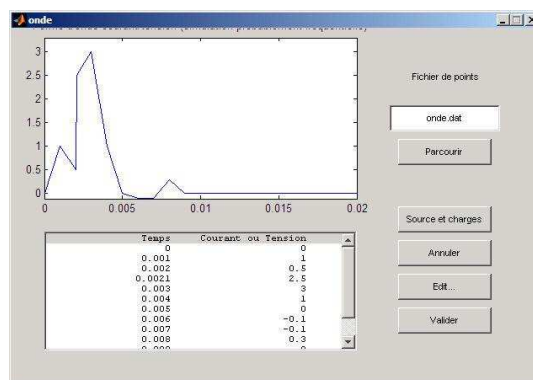 onde
3
2.5
2
1.5
1
0.5
0
0 0.005 0.01 0.015 0.02
Fichier de points
onde.dat
Parcourir
Source et charges
Annuler
Edit...
Valider
Temps Courant ou Tension
0 0
0.001 1
0.002 0.5
0.0021 2.5
0.003 3
0.004 1
0.005 0
0.006 -0.1
0.007 -0.1
0.008 0.3